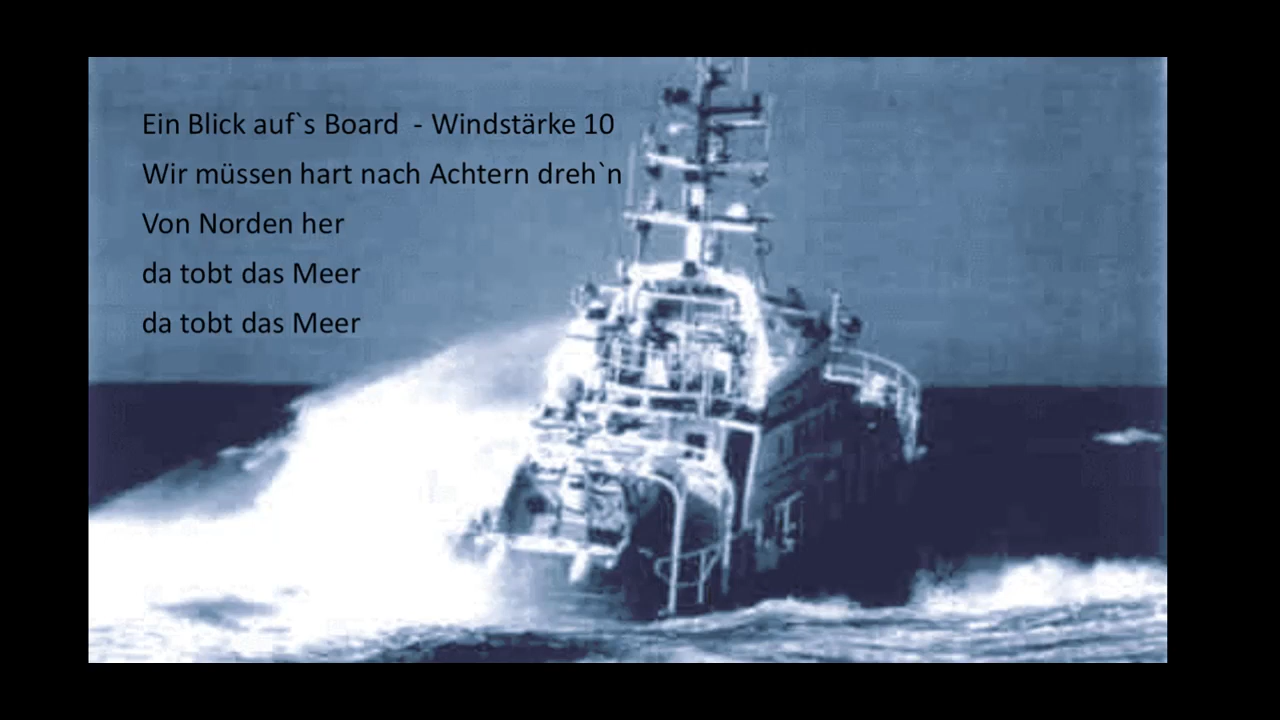 Ein Blick auf`s Board - Windstärke 10
Wir müssen hart nach Achtern dreh`n
Von Norden her
da tobt das Meer
da tobt das Meer